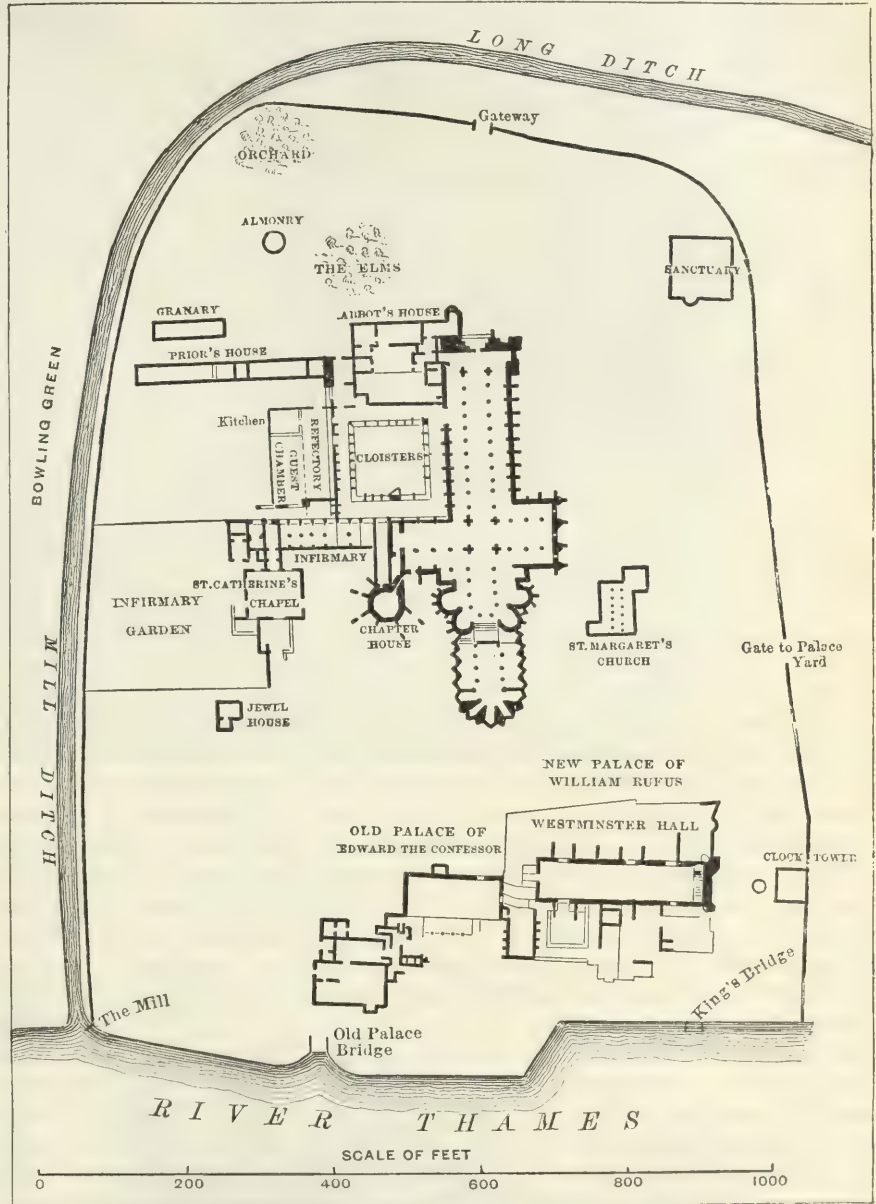 LONG DITCH
Gateway
ORCHARD
ALMONRY
THE ELMS
SANCTUARY
GRANARY
ABBOT'S HOUSE
PRIOR'S HOUSE
BOWLING GREEN
Kitchen
REFECTORY
GUEST
CHAMBER
CLOISTERS
INFIRMARY
ST. CATHERINE'S
CHAPEL
INFIRMARY
GARDEN
CHAPTER
HOUSE
ST. MARGARET'S
CHURCH
Gate to Palace
Yard
MILL DITCH
JEWEL
HOUSE
NEW PALACE OF
WILLIAM RUFUS
WESTMINSTER HALL
OLD PALACE OF
EDWARD THE CONFESSOR
CLOCK TOWER
The Mill
King's Bridge
Old Palace
Bridge
RIVER THAMES
SCALE OF FEET
0 200 400 600 800 1000